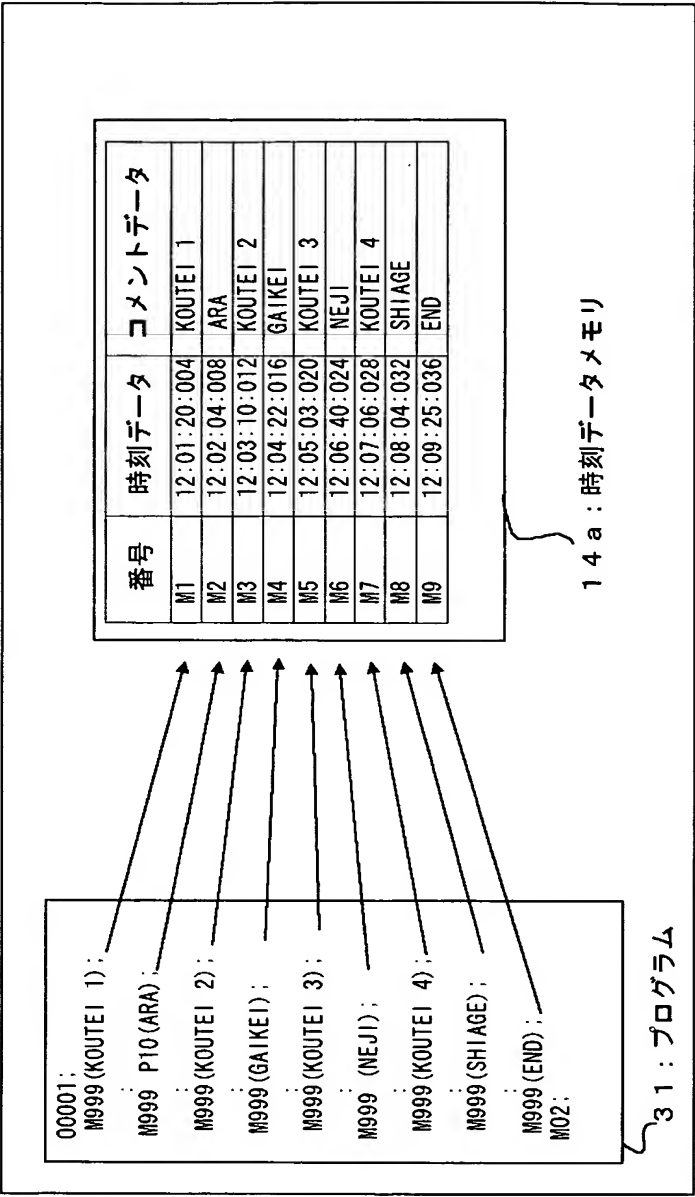 00001;
M999(KOUTEI 1);
:
M999 P10(ARA);
:
M999(KOUTEI 2);
:
M999(GAIKEI);
:
M999(KOUTEI 3);
:
M999 (NEJI);
:
M999(KOUTEI 4);
:
M999(SHIAGE);
:
M999(END);
M02;
31:プログラム
番号 時刻データ コメントデータ
M1 12:01:20:004 KOUTEI 1
M2 12:02:04:008 ARA
M3 12:03:10:012 KOUTEI 2
M4 12:04:22:016 GAIKEI
M5 12:05:03:020 KOUTEI 3
M6 12:06:40:024 NEJI
M7 12:07:06:028 KOUTEI 4
M8 12:08:04:032 SHIAGE
M9 12:09:25:036 END
14a:時刻データメモリ